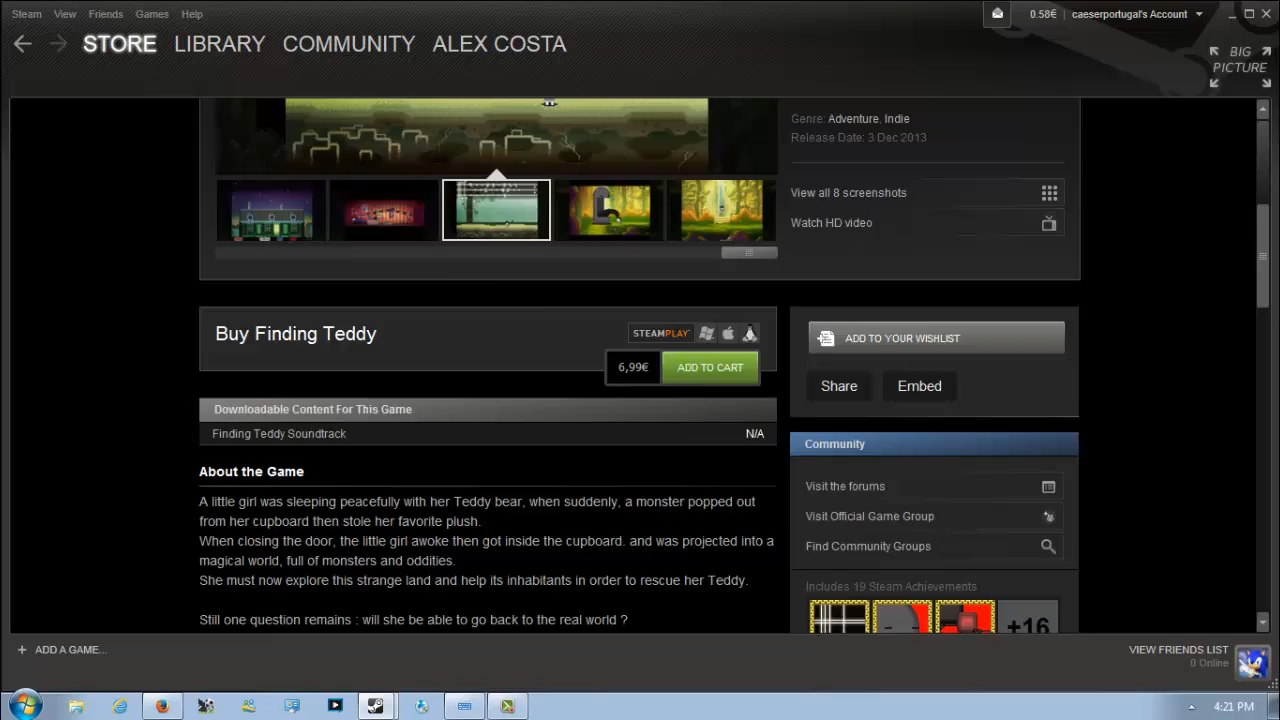 Steam View Friends Games Help
0.58€ caeserportugal's Account
STORE LIBRARY COMMUNITY ALEX COSTA
BIG PICTURE
Genre: Adventure, Indie
Release Date: 3 Dec 2013
View all 8 screenshots
Watch HD video
Buy Finding Teddy
STEAMPLAY
6,99€ ADD TO CART
Downloadable Content For This Game
Finding Teddy Soundtrack N/A
About the Game
A little girl was sleeping peacefully with her Teddy bear, when suddenly, a monster popped out
from her cupboard then stole her favorite plush.
When closing the door, the little girl awoke then got inside the cupboard. and was projected into a
magical world, full of monsters and oddities.
She must now explore this strange land and help its inhabitants in order to rescue her Teddy.
Still one question remains : will she be able to go back to the real world ?
ADD TO YOUR WISHLIST
Share Embed
Community
Visit the forums
Visit Official Game Group
Find Community Groups
Includes 19 Steam Achievements
+16
+ ADD A GAME...
VIEW FRIENDS LIST
0 Online
4:21 PM